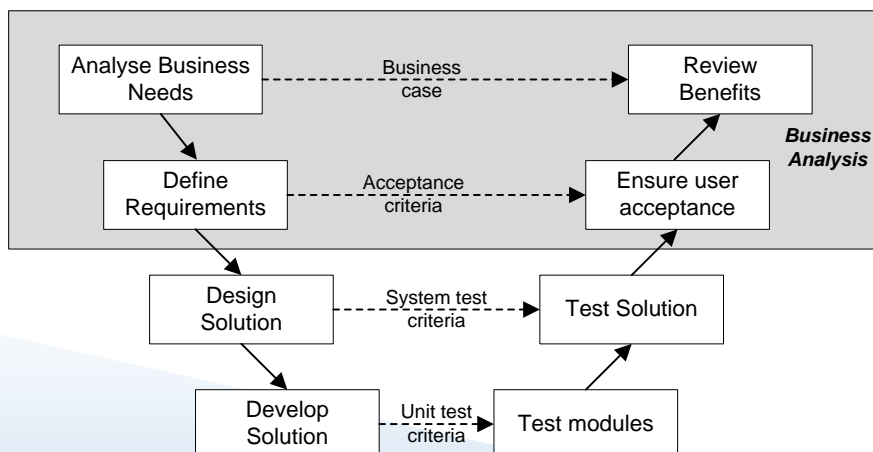 Analyse Business
Needs
Business
case
Review
Benefits
Business
Analysis
Define
Requirements
Acceptance
criteria
Ensure user
acceptance
Design
Solution
System test
criteria
Test Solution
Develop
Solution
Unit test
criteria
Test modules